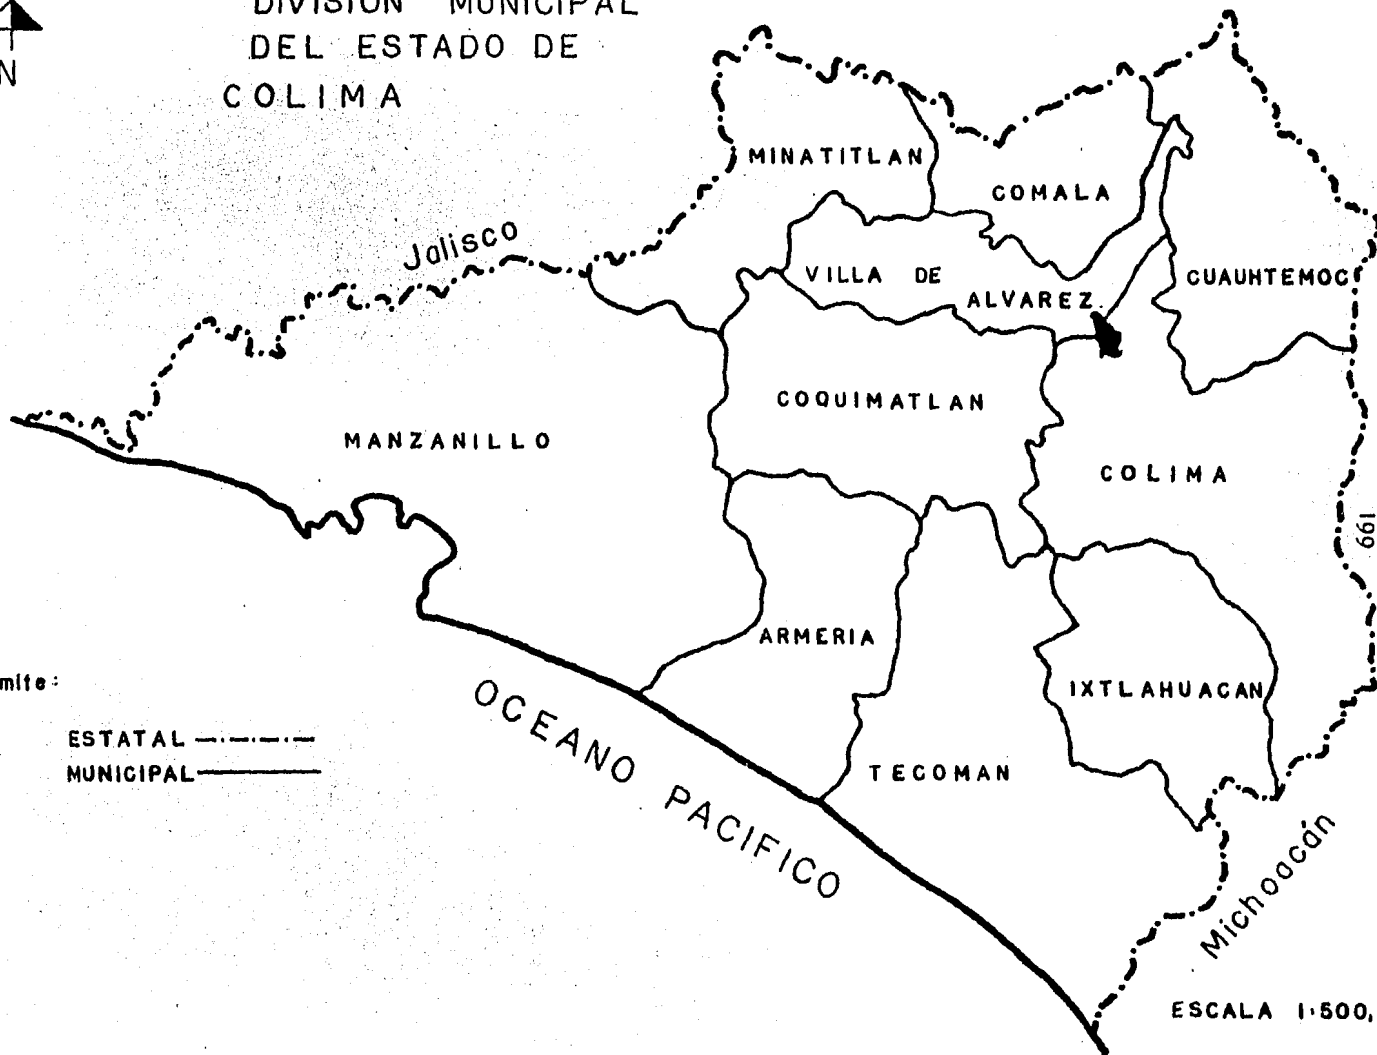 DIVISION MUNICIPAL
DEL ESTADO DE
COLIMA
N
MINATITLAN
COMALA
Jalisco
VILLA DE
ALVAREZ.
CUAUHTEMOC
COQUIMATLAN
MANZANILLO
COLIMA
199
ARMERIA
IXTLAHUACAN
mite:
ESTATAL
MUNICIPAL
TECOMAN
OCEANO PACIFICO
Michoacán
ESCALA 1:500,